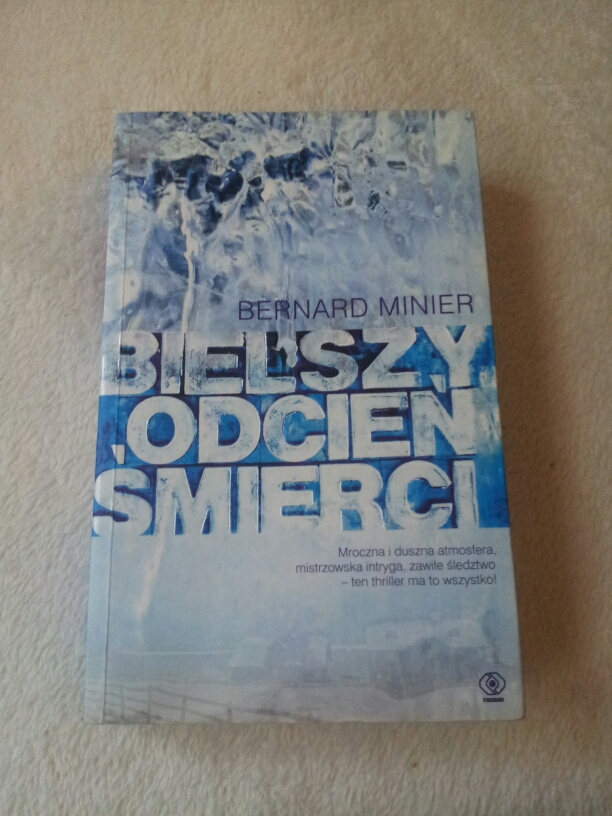 BERNARD MINIER
BIELSZY
ODCIEŃ
ŚMIERCI
Mroczna i duszna atmosfera,
mistrzowska intryga, zawiłe śledztwo
– ten thriller ma to wszystko!